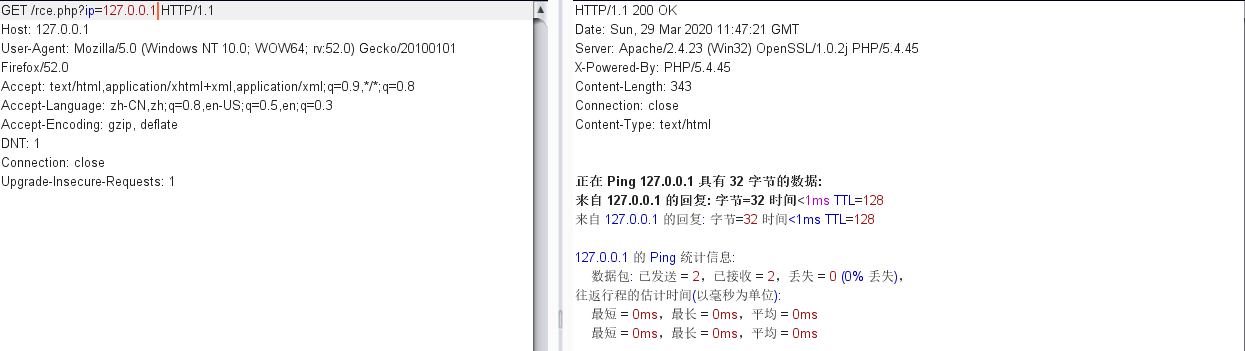 GET /rce.php?ip=127.0.0.1 HTTP/1.1
Host: 127.0.0.1
User-Agent: Mozilla/5.0 (Windows NT 10.0; WOW64; rv:52.0) Gecko/20100101
Firefox/52.0
Accept: text/html,application/xhtml+xml,application/xml;q=0.9,*/*;q=0.8
Accept-Language: zh-CN,zh;q=0.8,en-US;q=0.5,en;q=0.3
Accept-Encoding: gzip, deflate
DNT: 1
Connection: close
Upgrade-Insecure-Requests: 1
HTTP/1.1 200 OK
Date: Sun, 29 Mar 2020 11:47:21 GMT
Server: Apache/2.4.23 (Win32) OpenSSL/1.0.2j PHP/5.4.45
X-Powered-By: PHP/5.4.45
Content-Length: 343
Connection: close
Content-Type: text/html
正在 Ping 127.0.0.1 具有 32 字节的数据:
来自 127.0.0.1 的回复: 字节=32 时间<1ms TTL=128
来自 127.0.0.1 的回复: 字节=32 时间<1ms TTL=128
127.0.0.1 的 Ping 统计信息:
数据包: 已发送 = 2，已接收 = 2，丢失 = 0 (0% 丢失)，
往返行程的估计时间(以毫秒为单位):
最短 = 0ms，最长 = 0ms，平均 = 0ms
最短 = 0ms，最长 = 0ms，平均 = 0ms